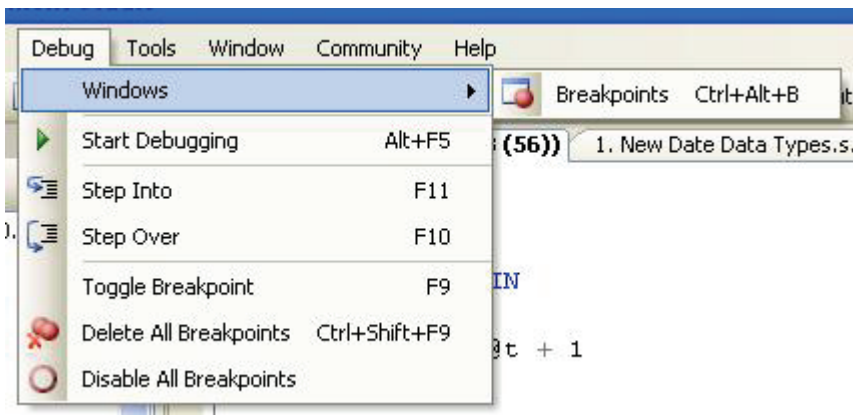 Debug Tools Window Community Help
Windows Breakpoints Ctrl+Alt+B
Start Debugging Alt+F5 (56)) 1. New Date Data Types.s.
Step Into F11
Step Over F10
Toggle Breakpoint F9 IN
Delete All Breakpoints Ctrl+Shift+F9
@t + 1
Disable All Breakpoints